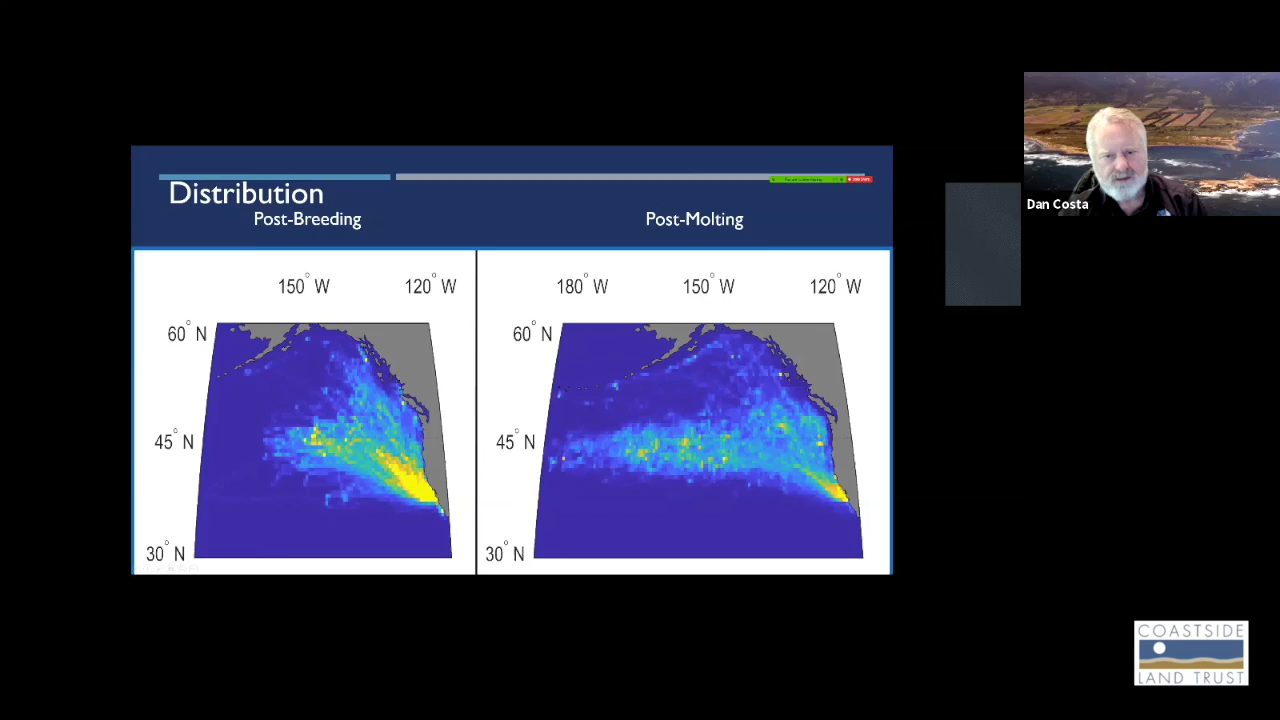 Distribution
Post-Breeding
Post-Molting
150° W
120° W
60° N
45° N
30° N
180° W
150° W
120° W
60° N
45° N
30° N
Dan Costa
COASTSIDE
LAND TRUST